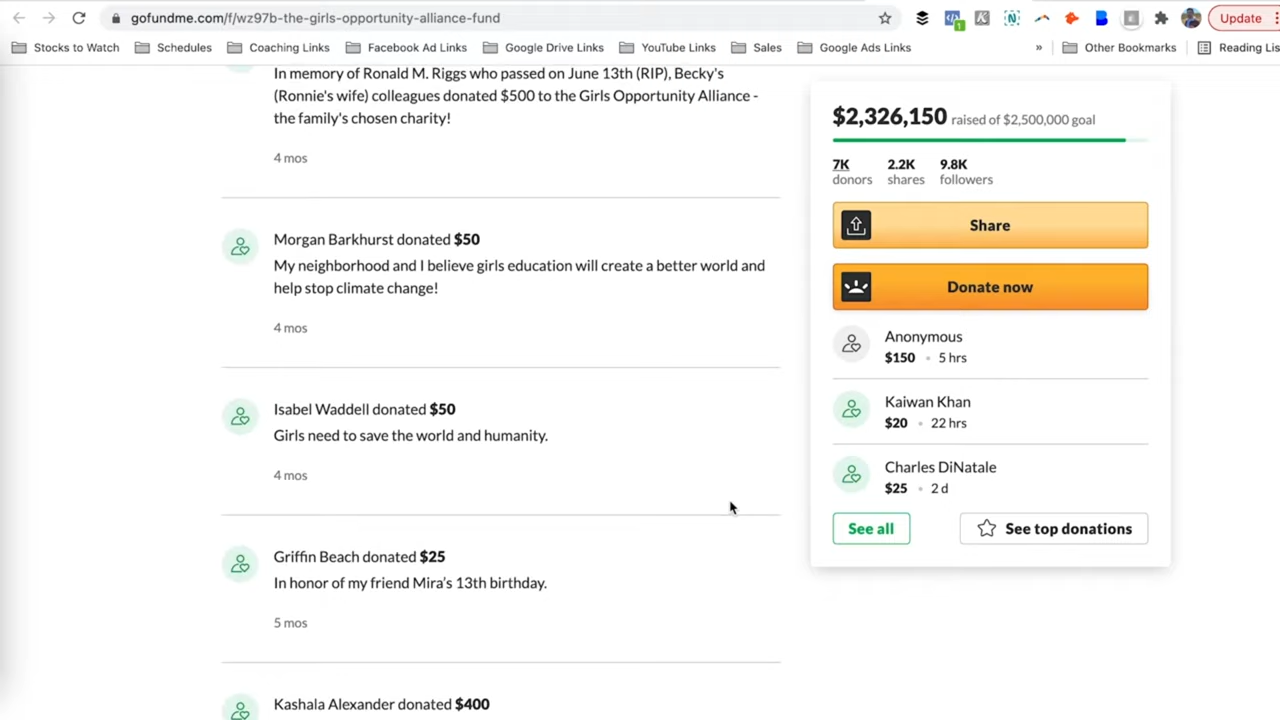 gofundme.com/f/wz97b-the-girls-opportunity-alliance-fund
Update
Stocks to Watch
Schedules
Coaching Links
Facebook Ad Links
Google Drive Links
YouTube Links
Sales
Google Ads Links
»
Other Bookmarks
Reading Lis
In memory of Ronald M. Riggs who passed on June 13th (RIP), Becky's
(Ronnie's wife) colleagues donated $500 to the Girls Opportunity Alliance -
the family's chosen charity!
4 mos
Morgan Barkhurst donated $50
My neighborhood and I believe girls education will create a better world and
help stop climate change!
4 mos
Isabel Waddell donated $50
Girls need to save the world and humanity.
4 mos
Griffin Beach donated $25
In honor of my friend Mira’s 13th birthday.
5 mos
Kashala Alexander donated $400
$2,326,150 raised of $2,500,000 goal
7K 2.2K 9.8K
donors shares followers
Share
Donate now
Anonymous
$150 • 5 hrs
Kaiwan Khan
$20 • 22 hrs
Charles DiNatale
$25 • 2 d
See all
See top donations